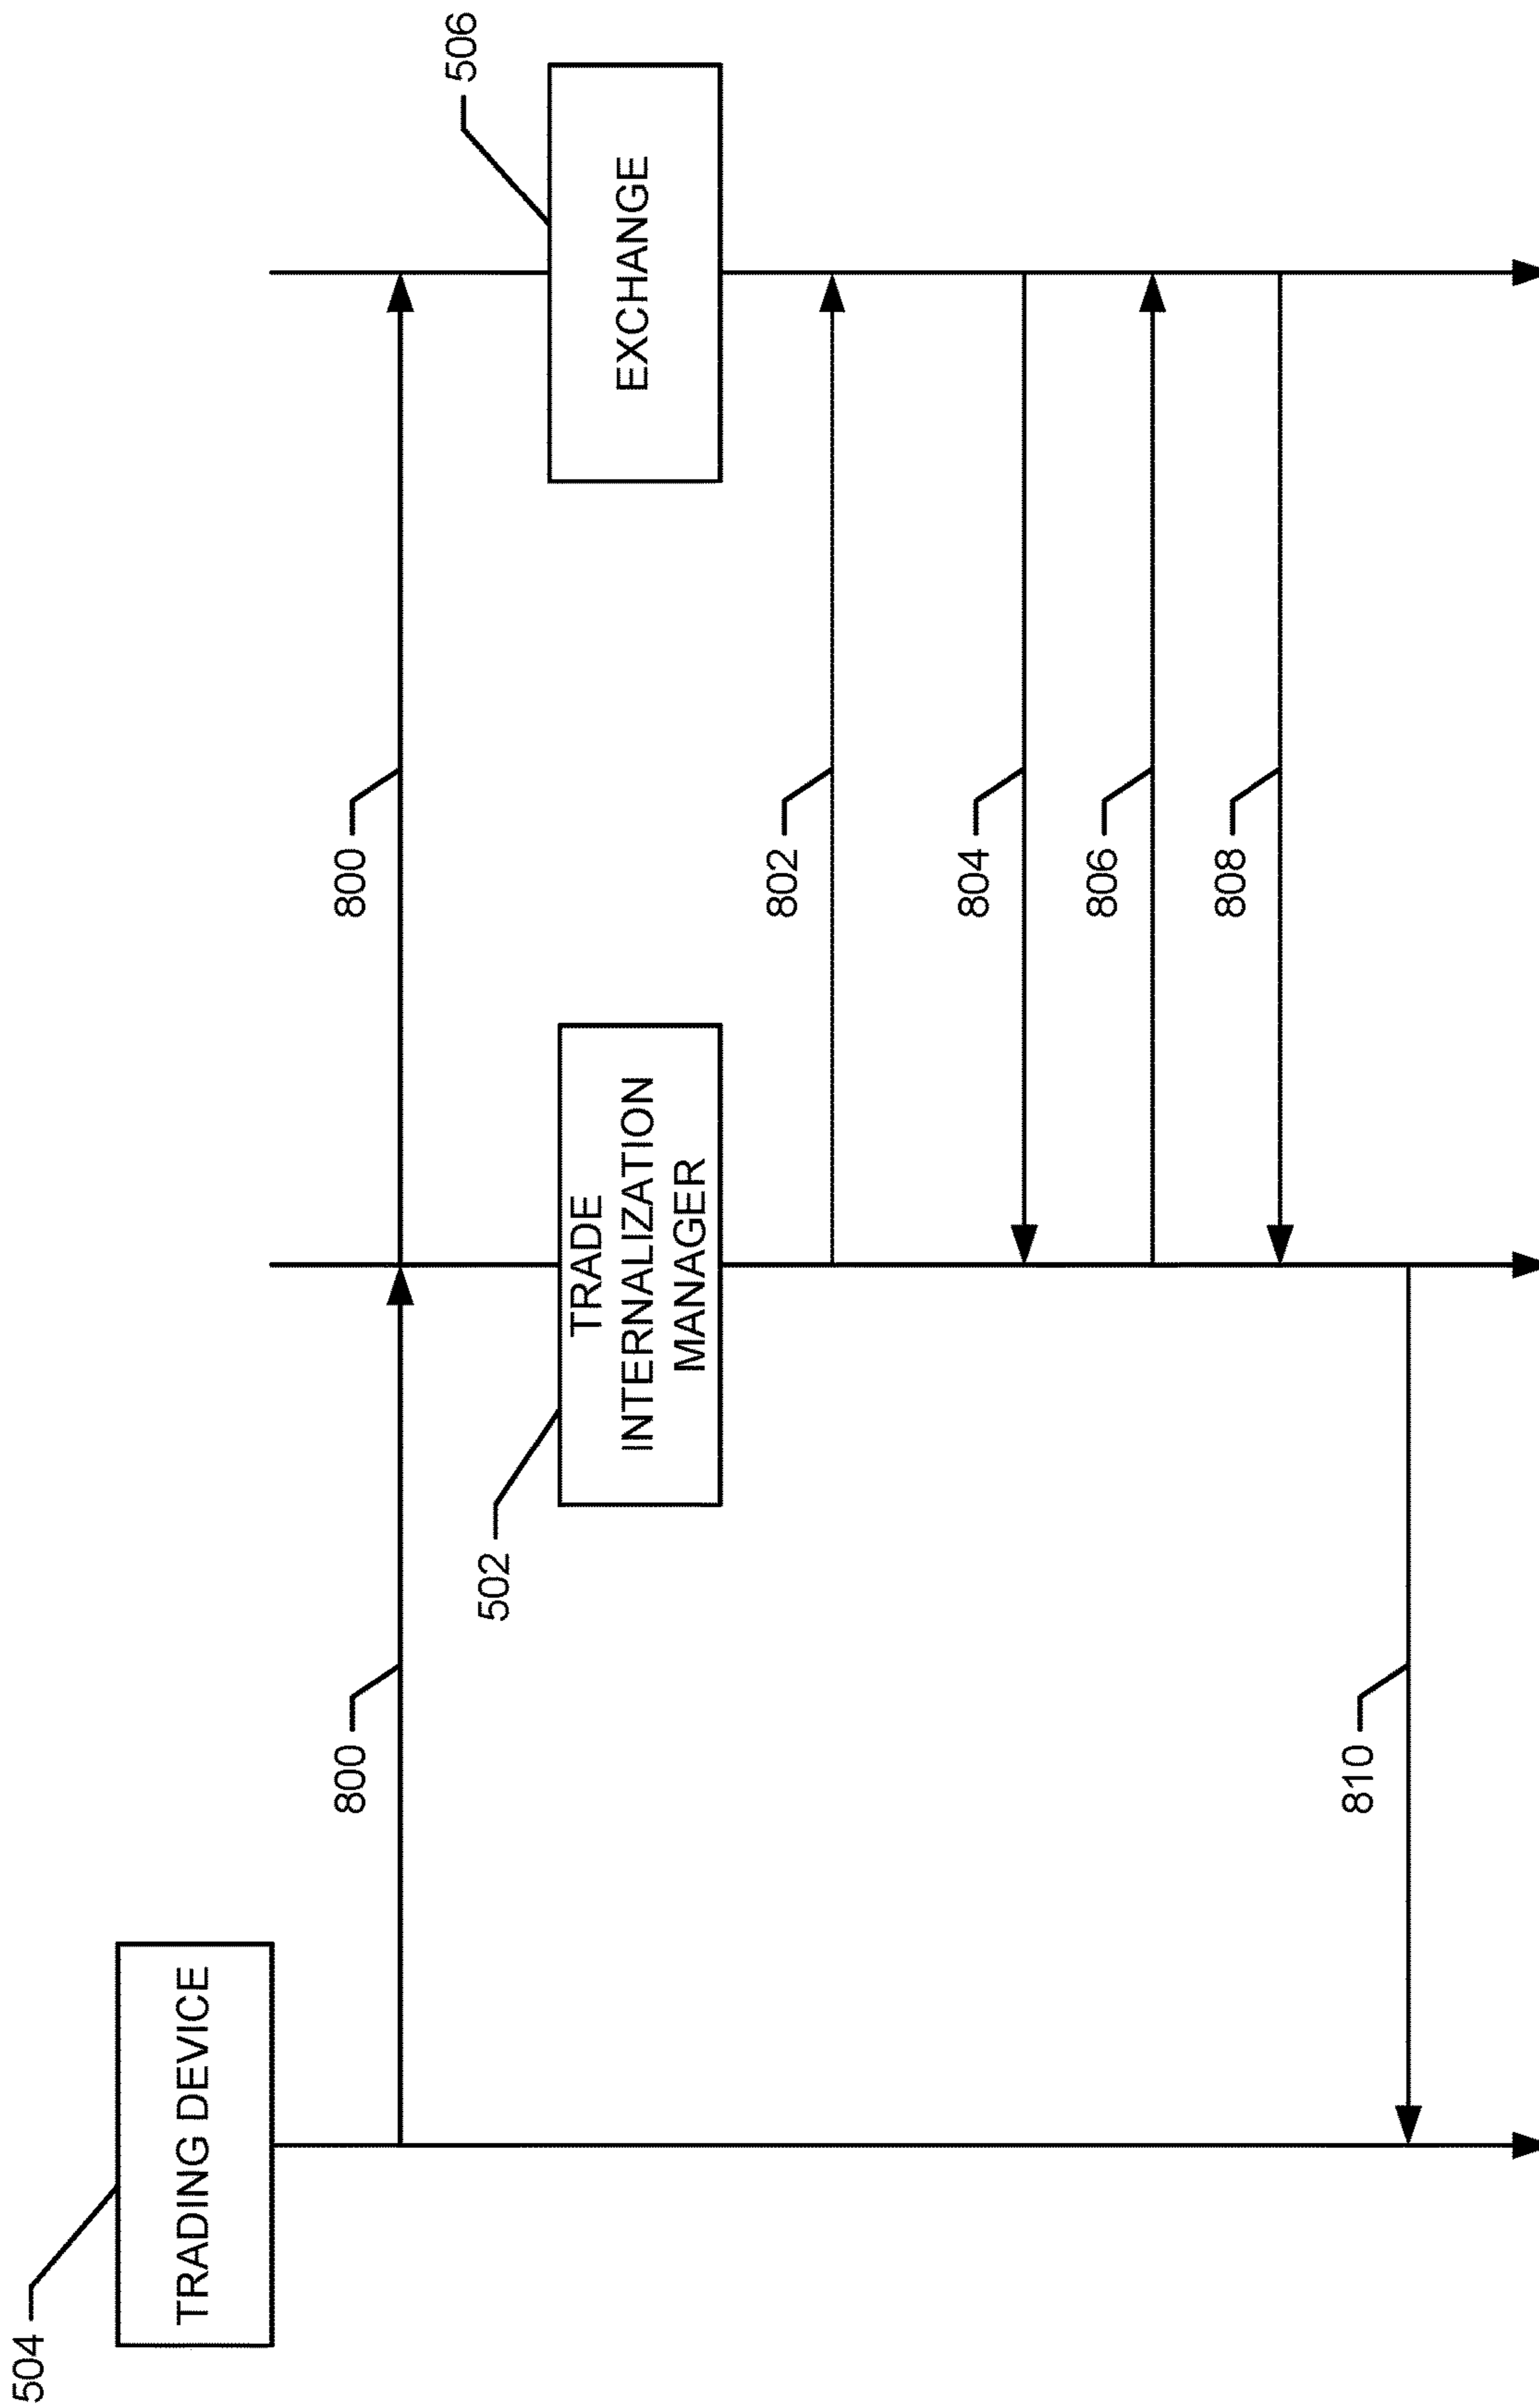 504
TRADING DEVICE
800
800
502
TRADE
INTERNALIZATION
MANAGER
506
EXCHANGE
802
804
806
808
810